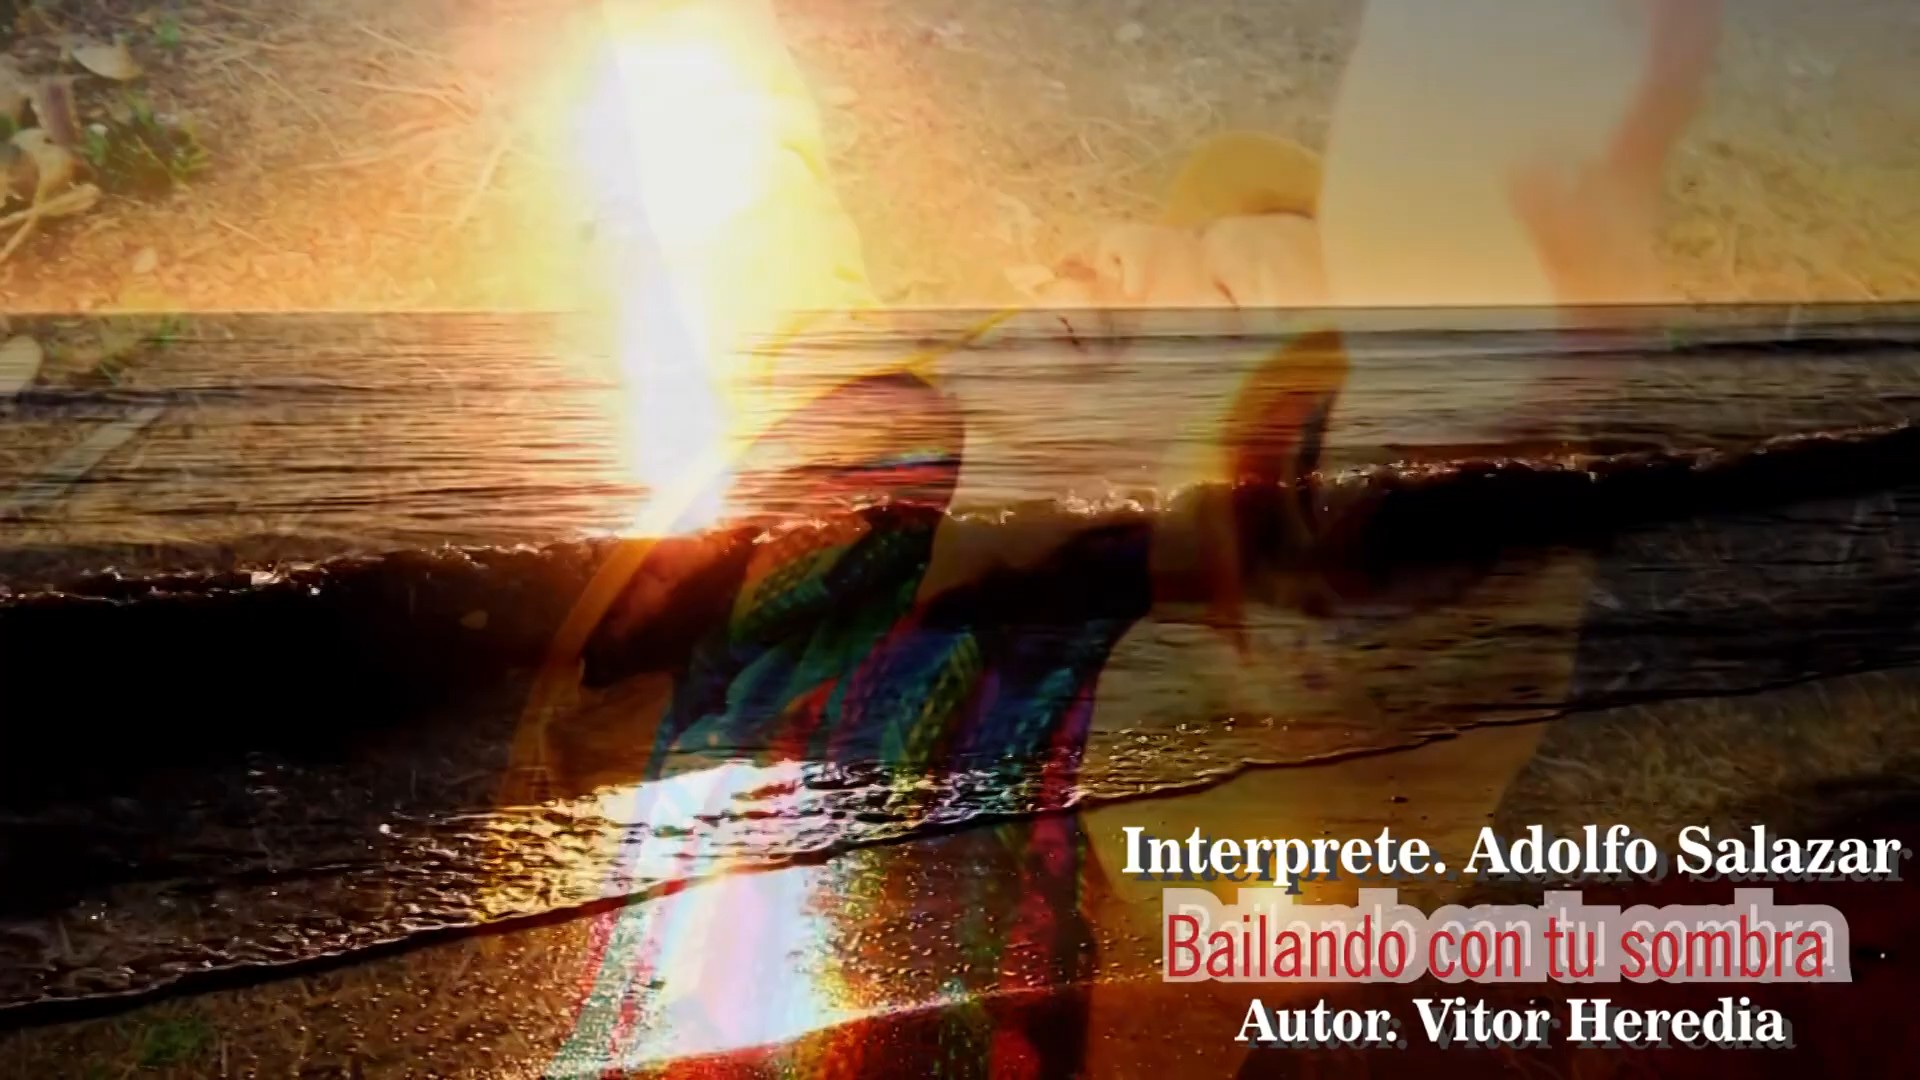 Interprete. Adolfo Salazar
Bailando con tu sombra
Autor. Vitor Heredia